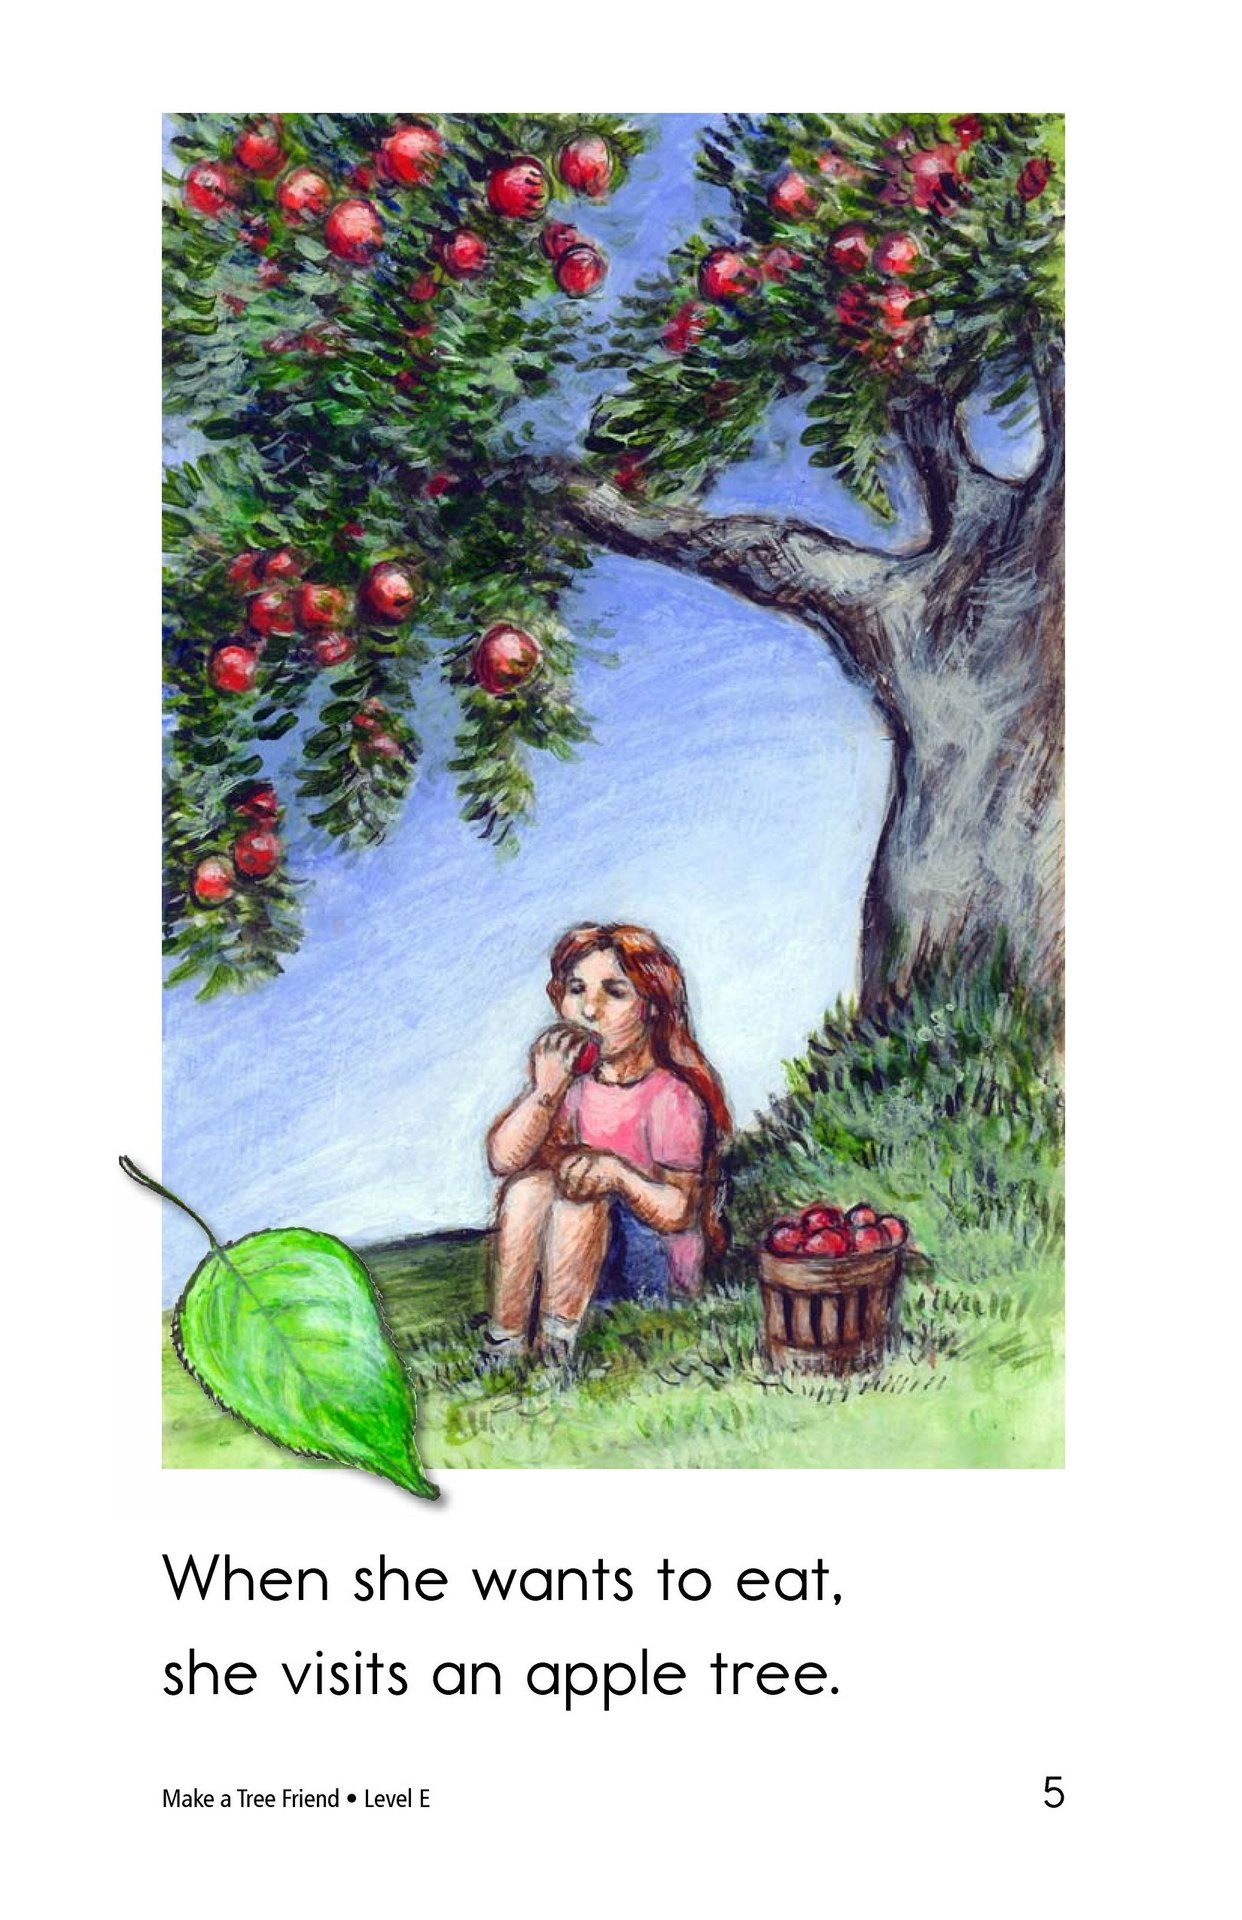 When she wants to eat,
she visits an apple tree.
Make a Tree Friend • Level E
5